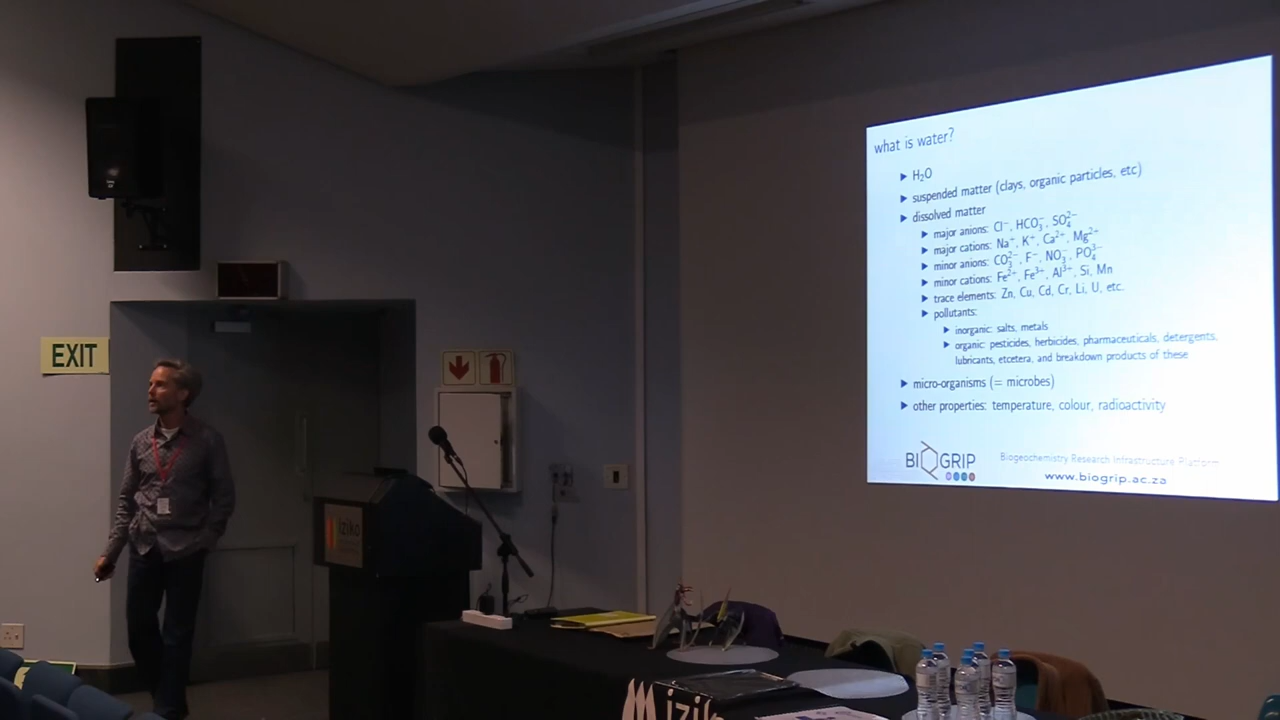 EXIT
iziko
what is water?
H₂O
suspended matter (clays, organic particles, etc)
dissolved matter
major anions: Cl⁻, HCO₃⁻, SO₄²⁻
major cations: Na⁺, K⁺, Ca²⁺, Mg²⁺
minor anions: CO₃²⁻, F⁻, NO₃⁻, PO₄³⁻
minor cations: Fe²⁺, Fe³⁺, Al³⁺, Si, Mn
trace elements: Zn, Cu, Cd, Cr, Li, U, etc.
pollutants:
inorganic: salts, metals
organic: pesticides, herbicides, pharmaceuticals, detergents,
lubricants, etcetera, and breakdown products of these
micro-organisms (= microbes)
other properties: temperature, colour, radioactivity
BIOGRIP
Biogeochemistry Research Infrastructure Platform
www.biogrip.ac.za
iziko